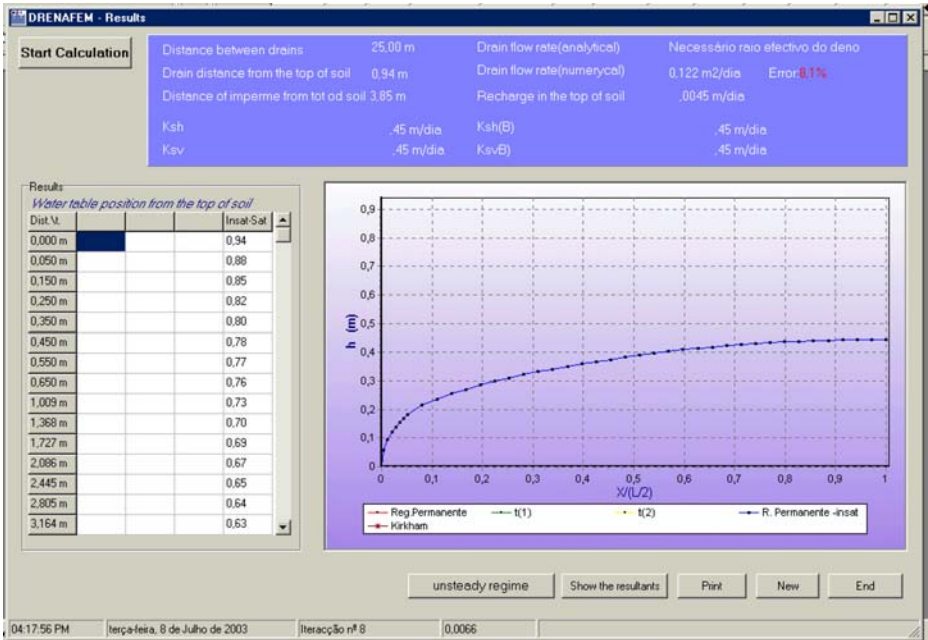 DRENAFEM - Results
Start Calculation
Distance between drains 25,00 m Drain flow rate(analytical) Necessário raio efectivo do deno
Drain distance from the top of soil 0,94 m Drain flow rate(numerycal) 0,122 m2/dia Error:8,1%
Distance of imperme from tot od soil 3,85 m Recharge in the top of soil ,0045 m/dia
Ksh ,45 m/dia Ksh(B) ,45 m/dia
Ksv ,45 m/dia KsvB) ,45 m/dia
Results
Water table position from the top of soil
Dist.\t. Insat-Sat
0,000 m 0,94
0,050 m 0,88
0,150 m 0,85
0,250 m 0,82
0,350 m 0,80
0,450 m 0,78
0,550 m 0,77
0,650 m 0,76
1,009 m 0,73
1,368 m 0,70
1,727 m 0,69
2,086 m 0,67
2,445 m 0,65
2,805 m 0,64
3,164 m 0,63
0,9
0,8
0,7
0,6
0,5
0,4
0,3
0,2
0,1
0
h (m)
0 0,1 0,2 0,3 0,4 0,5 0,6 0,7 0,8 0,9 1
X/(L/2)
Reg.Permanente t(1) t(2) R. Permanente -insat
Kirkham
unsteady regime Show the resultants Print New End
04:17:56 PM terça-feira, 8 de Julho de 2003 Iteracção nº 8 0,0066